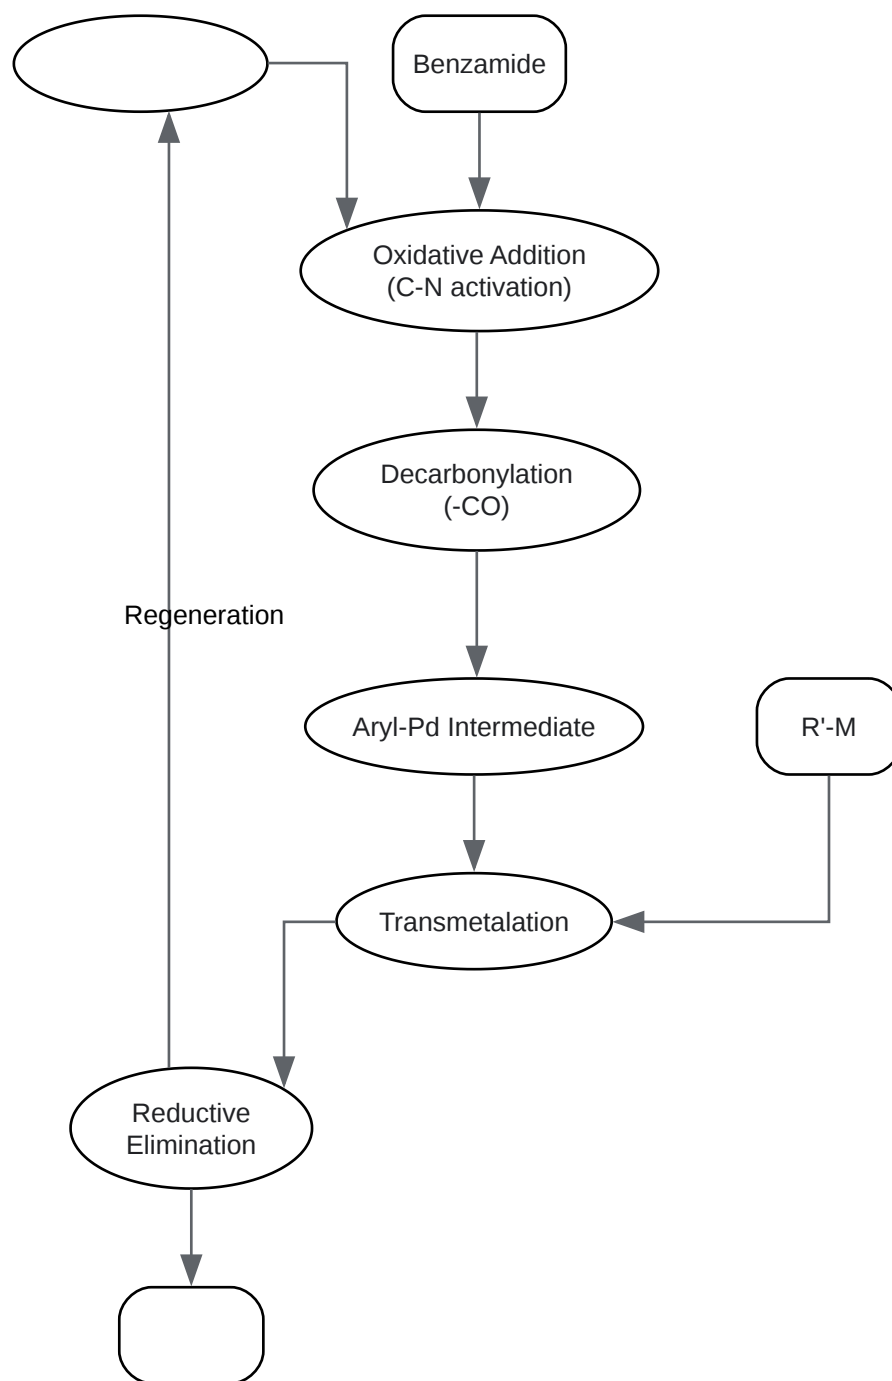 Benzamide
Oxidative Addition
(C-N activation)
Decarbonylation
(-CO)
Regeneration
Aryl-Pd Intermediate
R'-M
Transmetalation
Reductive
Elimination